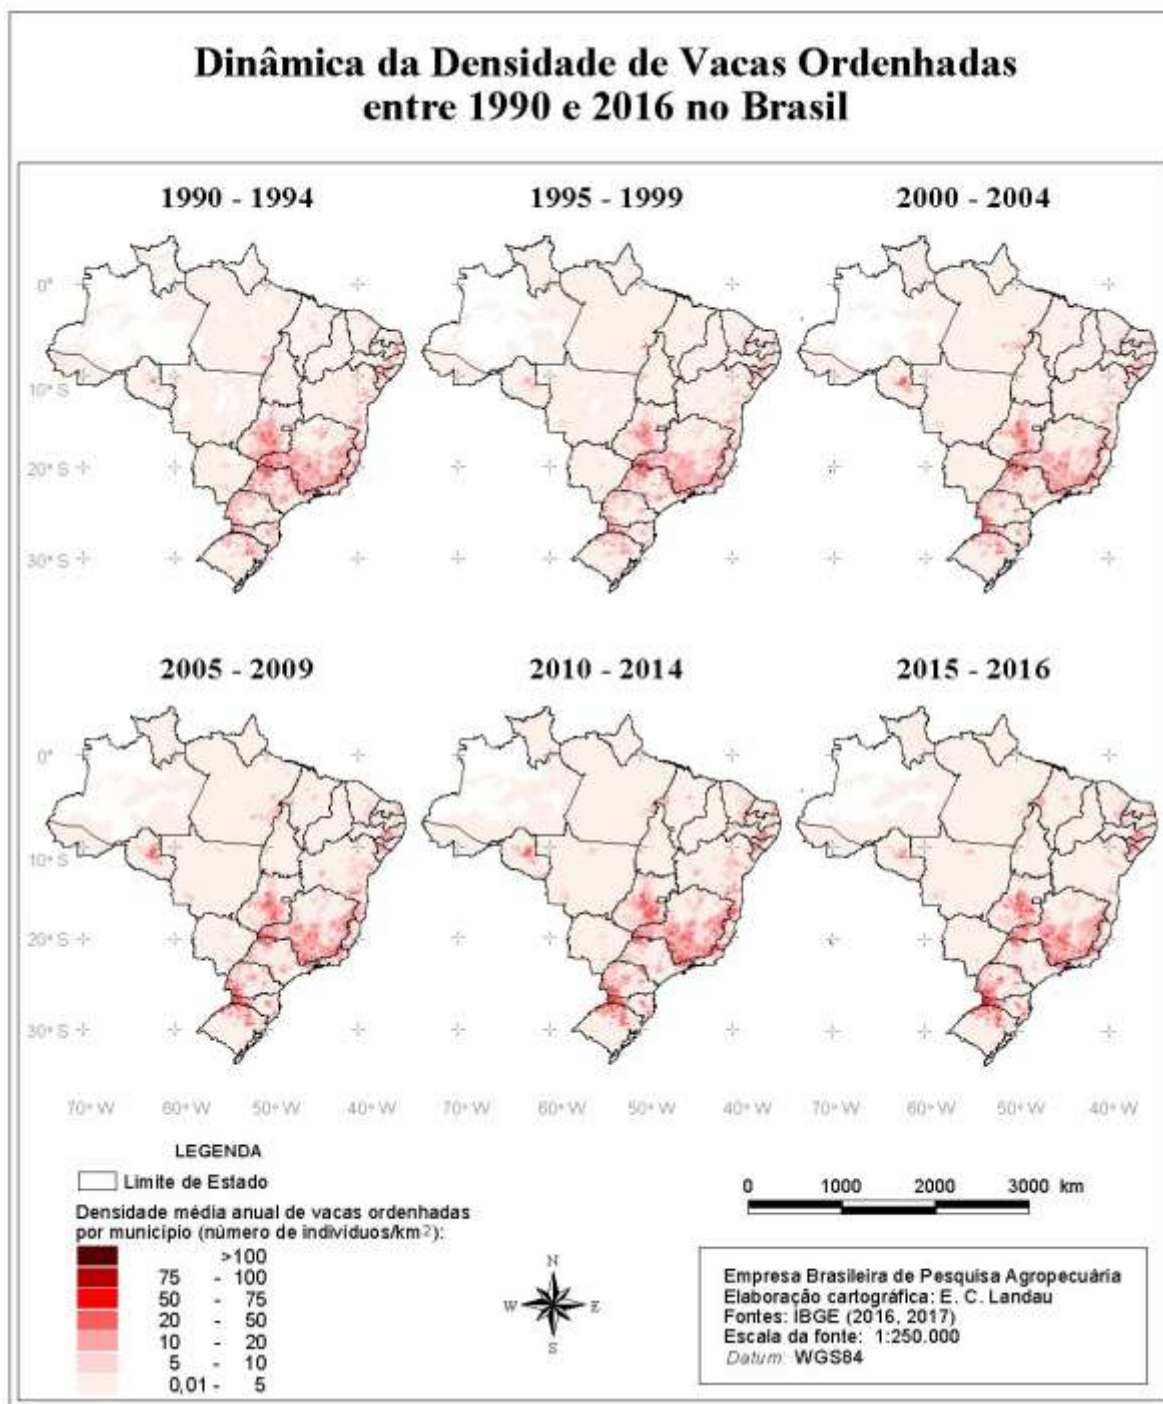 Dinâmica da Densidade de Vacas Ordenhadas
entre 1990 e 2016 no Brasil
1990 - 1994
1995 - 1999
2000 - 2004
0°
10° S
20° S
30° S
2005 - 2009
2010 - 2014
2015 - 2016
0°
10° S
20° S
30° S
70° W 60° W 50° W 40° W 70° W 60° W 50° W 40° W 70° W 60° W 50° W 40° W
LEGENDA
Limite de Estado
Densidade média anual de vacas ordenhadas
por município (número de indivíduos/km²):
>100
75 - 100
50 - 75
20 - 50
10 - 20
5 - 10
0,01 - 5
0 1000 2000 3000 km
N
W E
S
Empresa Brasileira de Pesquisa Agropecuária
Elaboração cartográfica: E. C. Landau
Fontes: IBGE (2016, 2017)
Escala da fonte: 1:250.000
Datum: WGS84